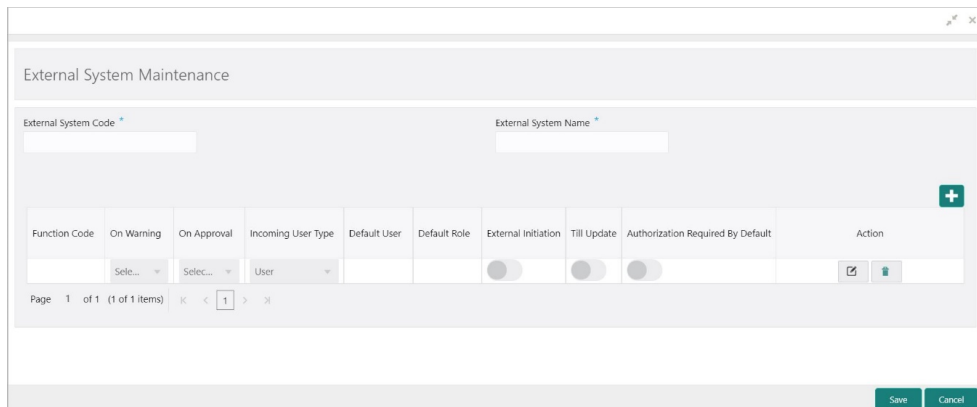 External System Maintenance
External System Code *
External System Name *
Function Code On Warning On Approval Incoming User Type Default User Default Role External Initiation Till Update Authorization Required By Default Action
Sele... Selec... User
Page 1 of 1 (1 of 1 items) 1
Save Cancel